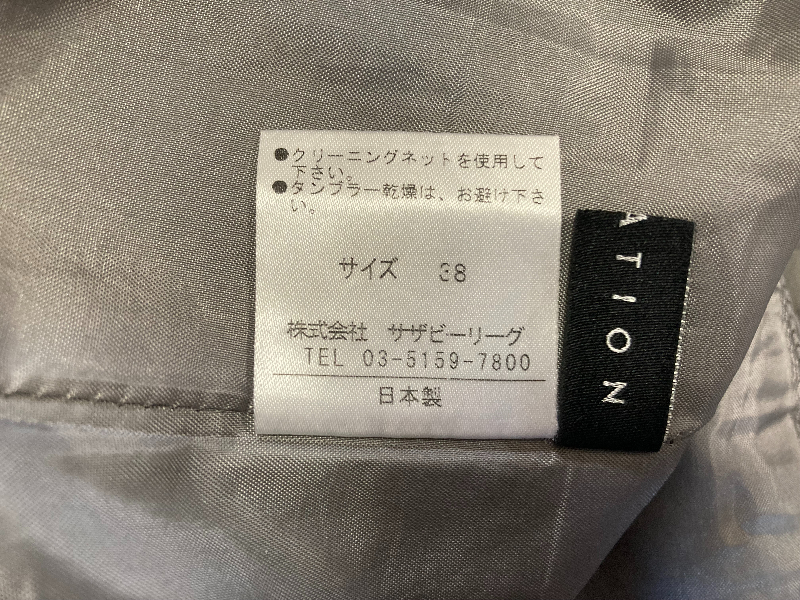 ●クリーニングネットを使用して
下さい。
●タンブラー乾燥は、お避け下さ
い。
サイズ 38
株式会社 サザビーリーグ
TEL 03-5159-7800
日本製
ATION